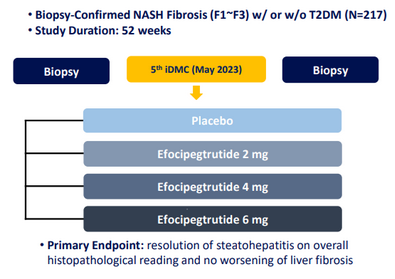 • Biopsy-Confirmed NASH Fibrosis (F1~F3) w/ or w/o T2DM (N=217)
• Study Duration: 52 weeks
Biopsy
5th iDMC (May 2023)
Biopsy
Placebo
Efocipegtrutide 2 mg
Efocipegtrutide 4 mg
Efocipegtrutide 6 mg
• Primary Endpoint: resolution of steatohepatitis on overall
histopathological reading and no worsening of liver fibrosis